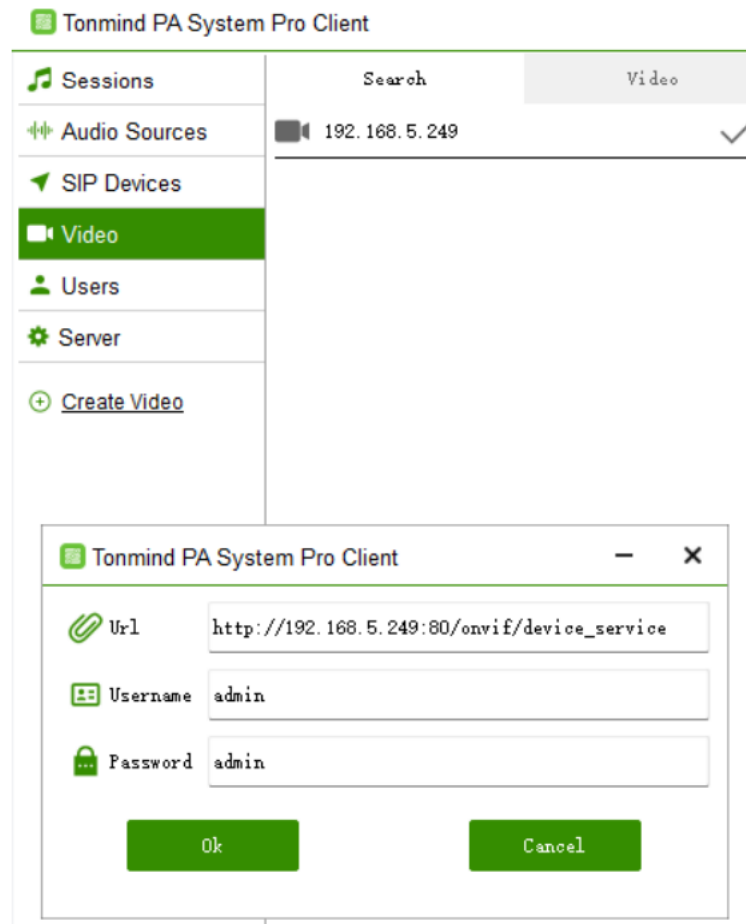 Tonmind PA System Pro Client
Sessions
Audio Sources
SIP Devices
Video
Users
Server
Create Video
Search
Video
192.168.5.249
Tonmind PA System Pro Client
Url
http://192.168.5.249:80/onvif/device_service
Username
admin
Password
admin
Ok
Cancel